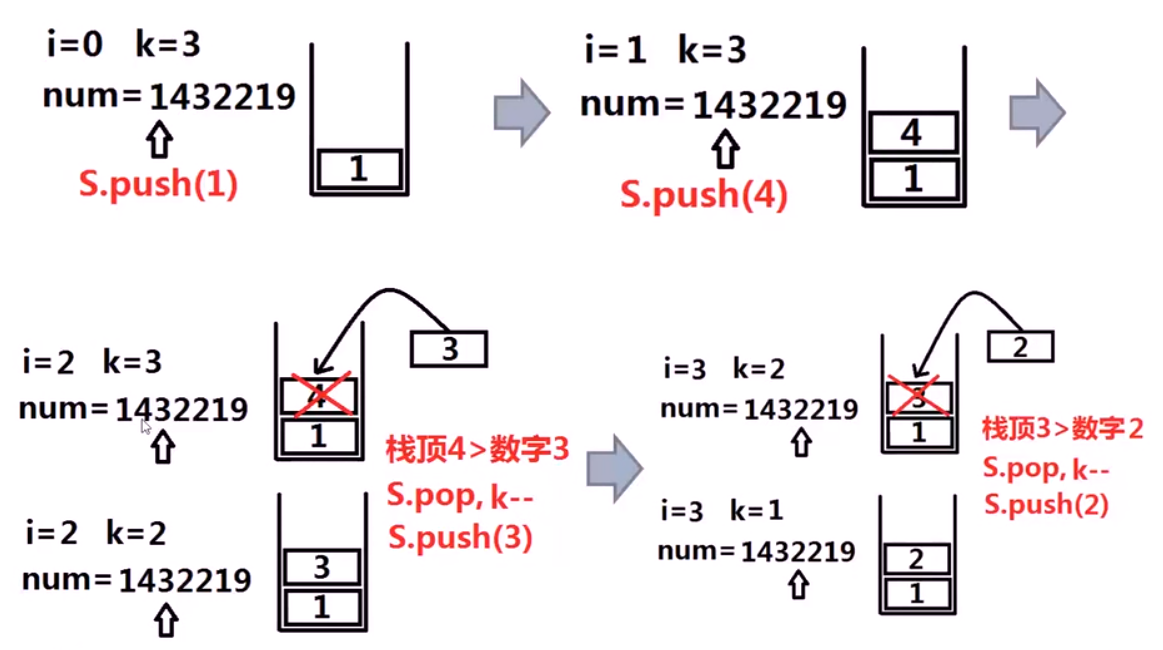 i=0 k=3
num=1432219
S.push(1)
1
i=1 k=3
num=1432219
S.push(4)
4
1
i=2 k=3
num=1432219
3
4
1
栈顶4>数字3
S.pop, k--
S.push(3)
i=2 k=2
num=1432219
3
1
i=3 k=2
num=1432219
2
3
1
栈顶3>数字2
S.pop, k--
S.push(2)
i=3 k=1
num=1432219
2
1